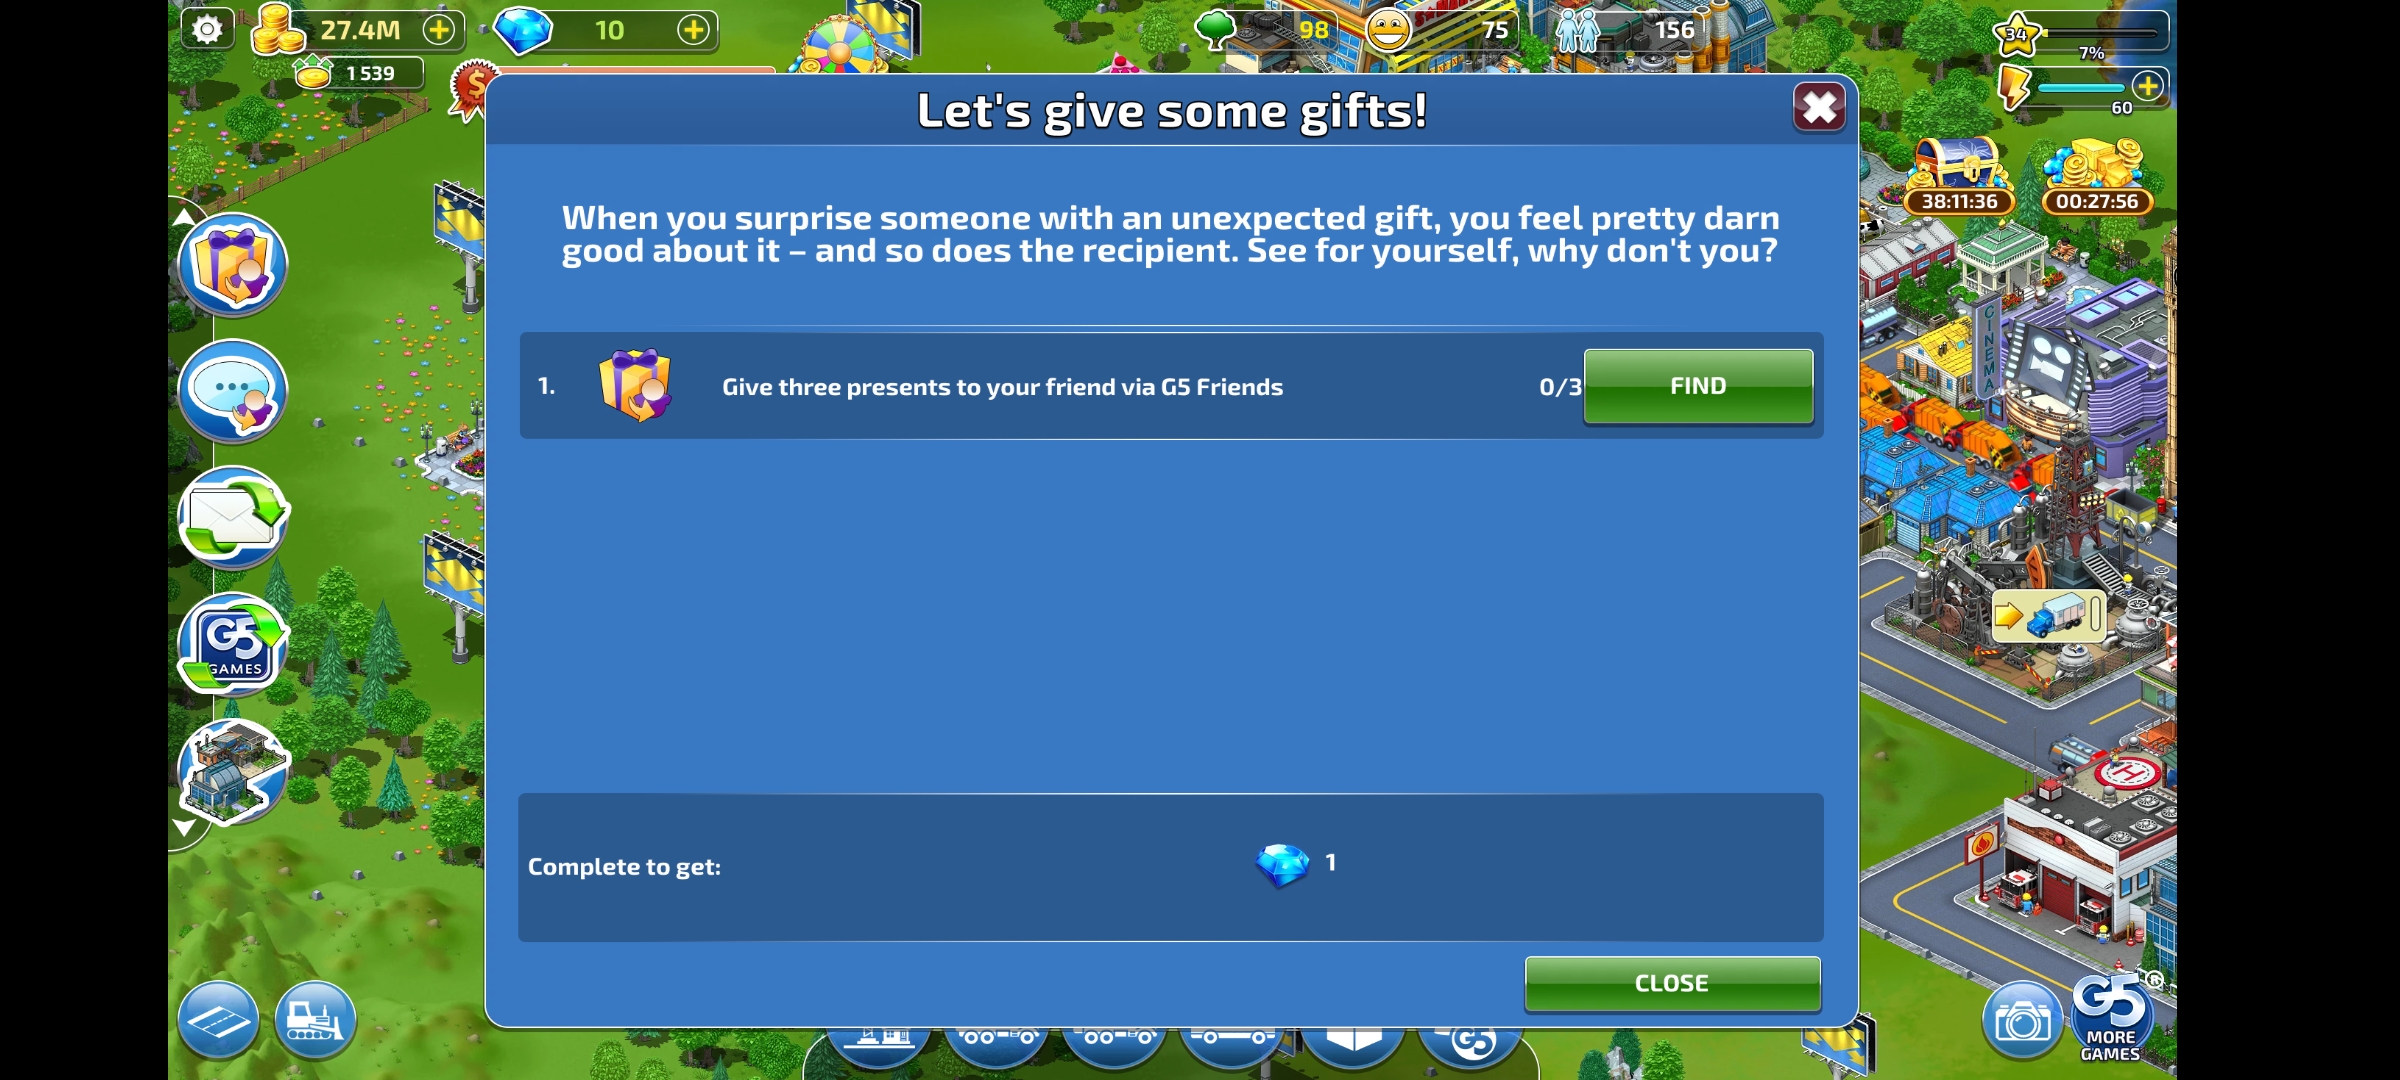 27.4M
10
98
75
156
34
7%
1 539
60
38:11:36
00:27:56
Let's give some gifts!
When you surprise someone with an unexpected gift, you feel pretty darn
good about it – and so does the recipient. See for yourself, why don't you?
1.
Give three presents to your friend via G5 Friends
0/3
FIND
CINEMA
G5
GAMES
Complete to get:
1
CLOSE
H
G5
G5
®
MORE
GAMES